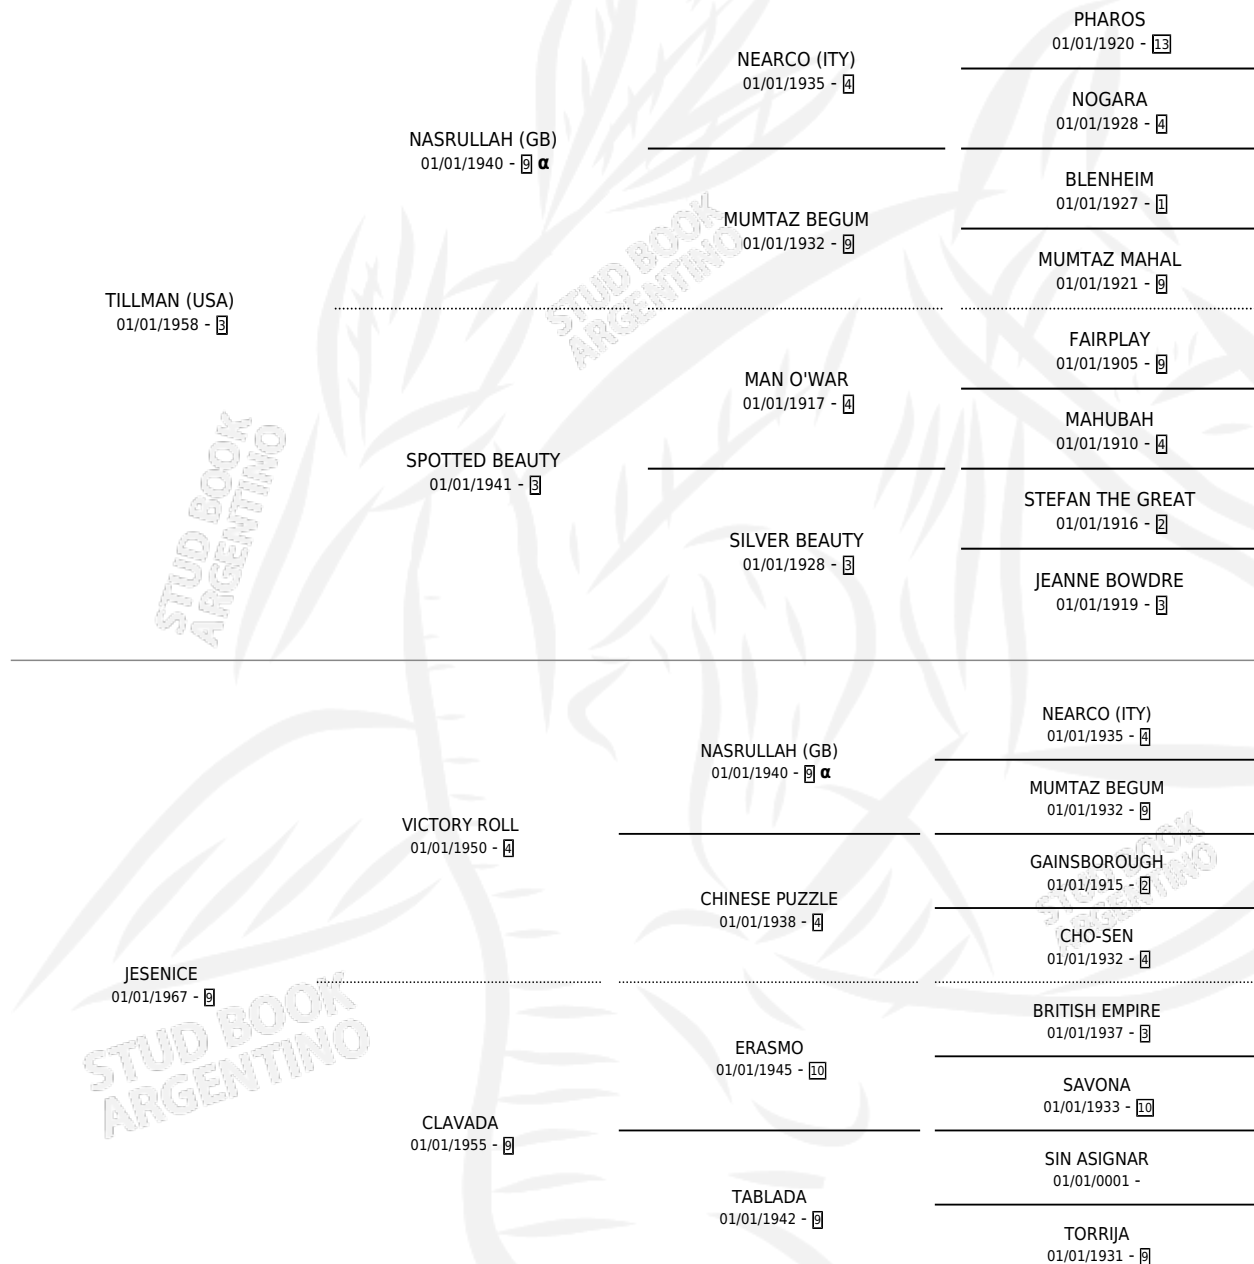 PHAROS
01/01/1920 - 13
NEARCO (ITY)
01/01/1935 - 4
NOGARA
01/01/1928 - 4
NASRULLAH (GB)
01/01/1940 - 9 α
BLENHEIM
01/01/1927 - 1
MUMTAZ BEGUM
01/01/1932 - 9
MUMTAZ MAHAL
01/01/1921 - 9
TILLMAN (USA)
01/01/1958 - 3
FAIRPLAY
01/01/1905 - 9
MAN O'WAR
01/01/1917 - 4
MAHUBAH
01/01/1910 - 4
SPOTTED BEAUTY
01/01/1941 - 3
STEFAN THE GREAT
01/01/1916 - 2
SILVER BEAUTY
01/01/1928 - 3
JEANNE BOWDRE
01/01/1919 - 3
STUD BOOK
ARGENTINO
STUD BOOK
ARGENTINO
NEARCO (ITY)
01/01/1935 - 4
NASRULLAH (GB)
01/01/1940 - 9 α
MUMTAZ BEGUM
01/01/1932 - 9
VICTORY ROLL
01/01/1950 - 4
GAINSBOROUGH
01/01/1915 - 2
CHINESE PUZZLE
01/01/1938 - 4
CHO-SEN
01/01/1932 - 4
STUD BOOK
ARGENTINO
JESENICE
01/01/1967 - 9
BRITISH EMPIRE
01/01/1937 - 3
ERASMO
01/01/1945 - 10
SAVONA
01/01/1933 - 10
STUD BOOK
ARGENTINO
CLAVADA
01/01/1955 - 9
SIN ASIGNAR
01/01/0001 -
TABLADA
01/01/1942 - 9
TORRIJA
01/01/1931 - 9